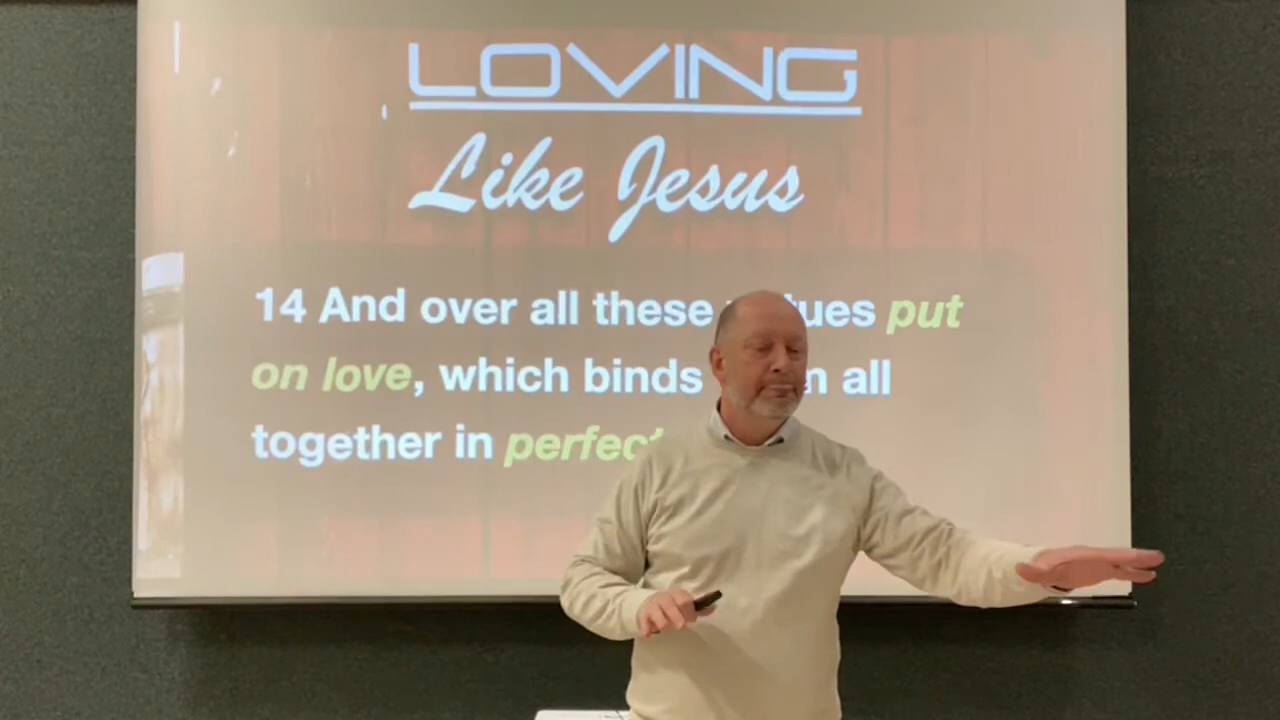 LOVING
Like Jesus
14 And over all these put
on love, which binds all
together in